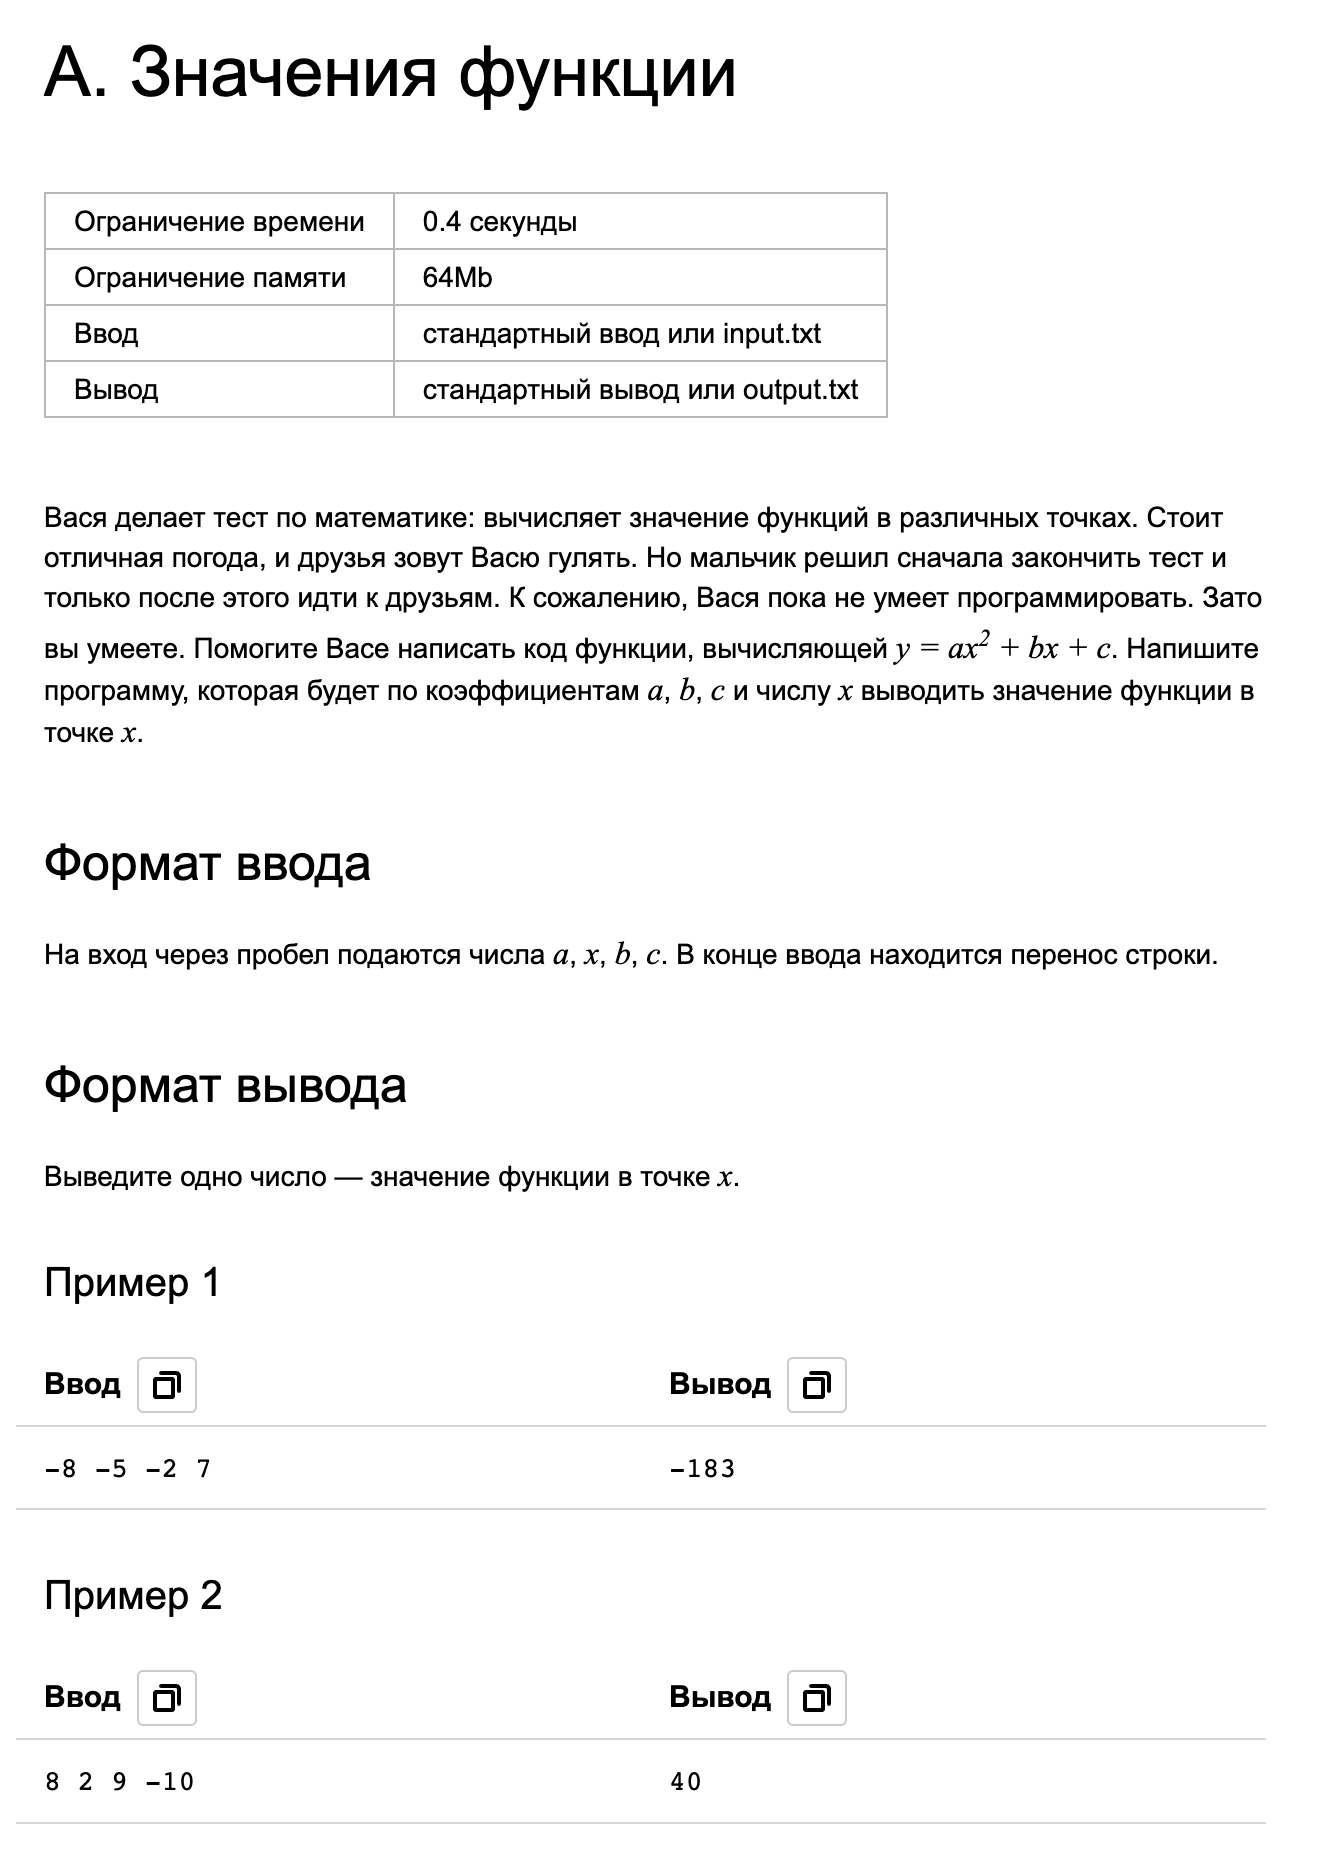 A. Значения функции
Ограничение времени 0.4 секунды
Ограничение памяти 64Mb
Ввод стандартный ввод или input.txt
Вывод стандартный вывод или output.txt
Вася делает тест по математике: вычисляет значение функций в различных точках. Стоит
отличная погода, и друзья зовут Васю гулять. Но мальчик решил сначала закончить тест и
только после этого идти к друзьям. К сожалению, Вася пока не умеет программировать. Зато
вы умеете. Помогите Васе написать код функции, вычисляющей y = ax² + bx + c. Напишите
программу, которая будет по коэффициентам a, b, c и числу x выводить значение функции в
точке x.
Формат ввода
На вход через пробел подаются числа a, x, b, c. В конце ввода находится перенос строки.
Формат вывода
Выведите одно число — значение функции в точке x.
Пример 1
Ввод Вывод
-8 -5 -2 7 -183
Пример 2
Ввод Вывод
8 2 9 -10 40